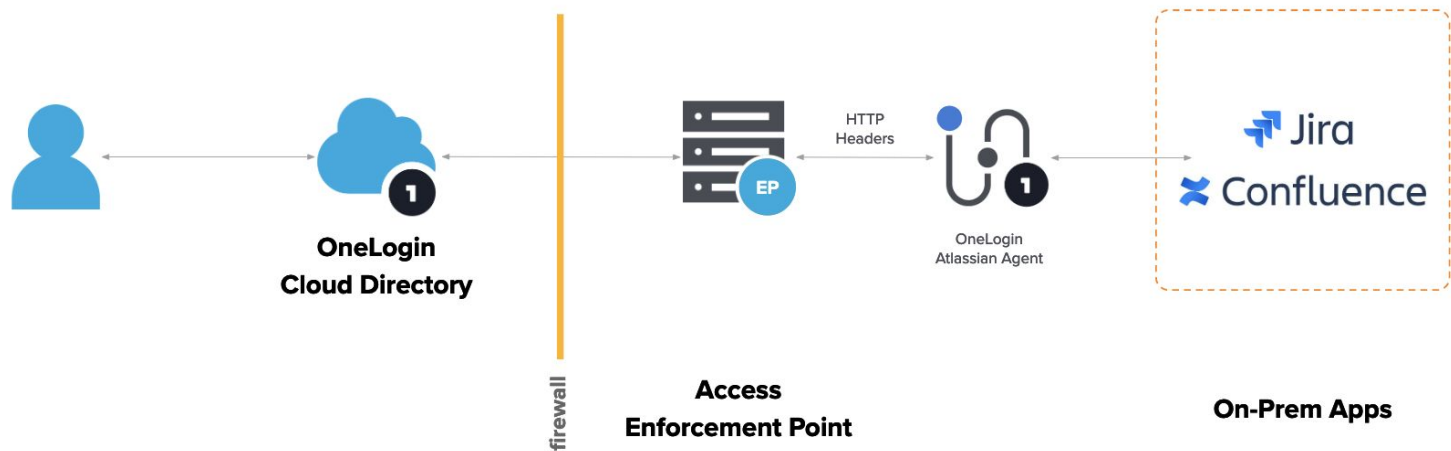 1
OneLogin
Cloud Directory
firewall
EP
Access
Enforcement Point
HTTP
Headers
1
OneLogin
Atlassian Agent
Jira
Confluence
On-Prem Apps